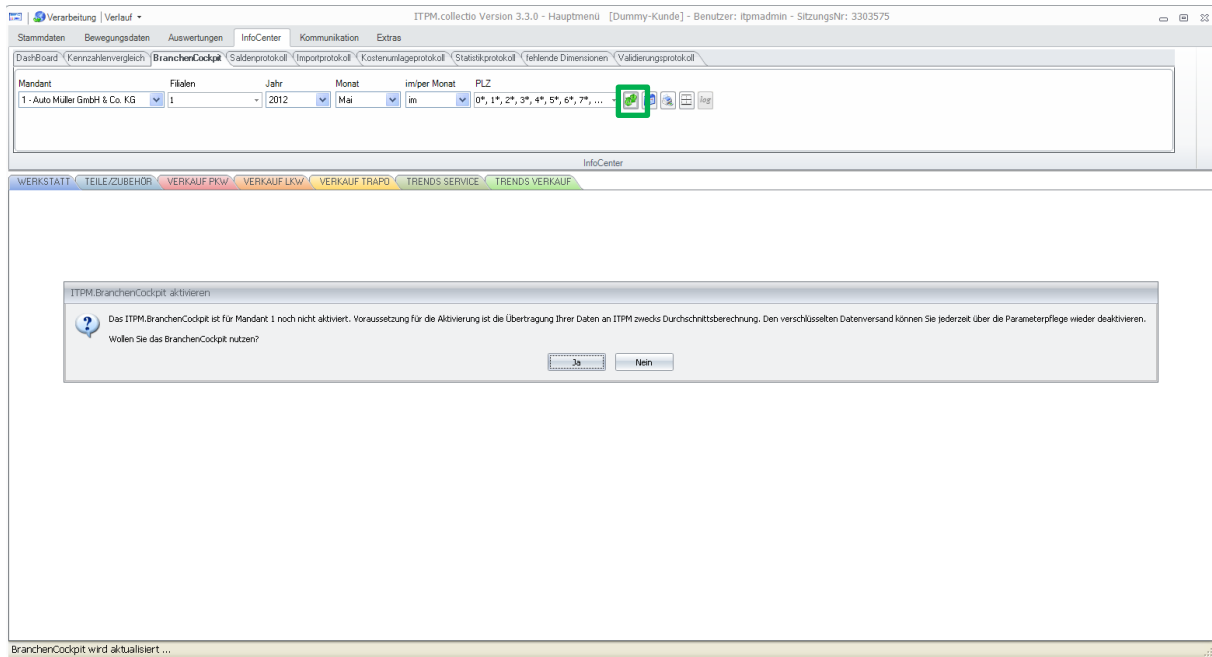 Verarbeitung | Verlauf
ITPM.collectio Version 3.3.0 - Hauptmenü [Dummy-Kunde] - Benutzer: itpmadmin - SitzungsNr: 3303575
Stammdaten Bewegungsdaten Auswertungen InfoCenter Kommunikation Extras
DashBoard Kennzahlenvergleich BranchenCockpit Saldenprotokoll Importprotokoll Kostenumlageprotokoll Statistikprotokoll fehlende Dimensionen Validierungsprotokoll
Mandant Filialen Jahr Monat im/per Monat PLZ
1 - Auto Müller GmbH & Co. KG 1 2012 Mai im 0*, 1*, 2*, 3*, 4*, 5*, 6*, 7*, ... log
InfoCenter
WERKSTATT TEILE/ZUBEHÖR VERKAUF PKW VERKAUF LKW VERKAUF TRAPO TRENDS SERVICE TRENDS VERKAUF
ITPM.BranchenCockpit aktivieren
Das ITPM.BranchenCockpit ist für Mandant 1 noch nicht aktiviert. Voraussetzung für die Aktivierung ist die Übertragung Ihrer Daten an ITPM zwecks Durchschnittsberechnung. Den verschlüsselten Datenversand können Sie jederzeit über die Parameterpflege wieder deaktivieren.
Wollen Sie das BranchenCockpit nutzen?
Ja Nein
BranchenCockpit wird aktualisiert ...